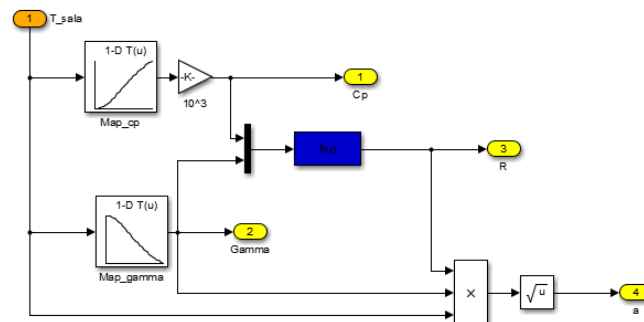 1
T_sala
1-D T(u)
Map_cp
-K-
10^3
1
Cp
f(u)
3
R
1-D T(u)
Map_gamma
2
Gamma
×
√u
4
a